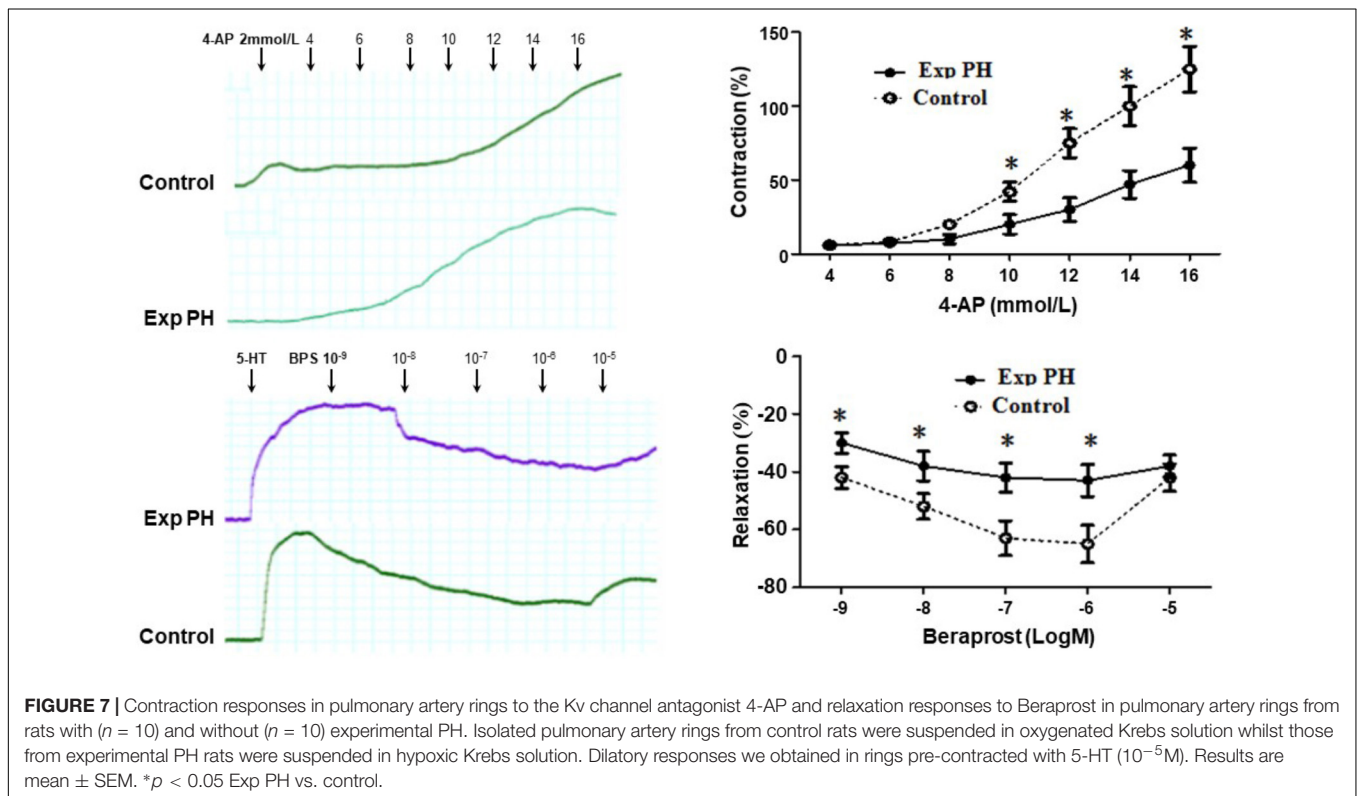 4-AP 2mmol/L 4 6 8 10 12 14 16
Control
Exp PH
5-HT BPS 10⁻⁹ 10⁻⁸ 10⁻⁷ 10⁻⁶ 10⁻⁵
Exp PH
Control
150
100
50
0
Contraction (%)
Exp PH
Control
* * * *
4 6 8 10 12 14 16
4-AP (mmol/L)
0
-20
-40
-60
-80
Relaxation (%)
Exp PH
Control
* * * *
-9 -8 -7 -6 -5
Beraprost (LogM)
FIGURE 7 | Contraction responses in pulmonary artery rings to the Kv channel antagonist 4-AP and relaxation responses to Beraprost in pulmonary artery rings from
rats with (n = 10) and without (n = 10) experimental PH. Isolated pulmonary artery rings from control rats were suspended in oxygenated Krebs solution whilst those
from experimental PH rats were suspended in hypoxic Krebs solution. Dilatory responses we obtained in rings pre-contracted with 5-HT (10⁻⁵M). Results are
mean ± SEM. *p < 0.05 Exp PH vs. control.